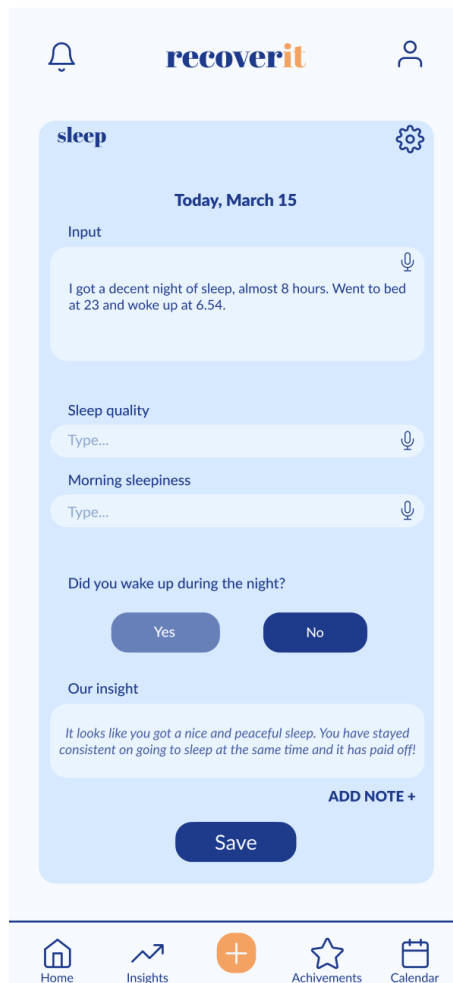 recoverit
sleep
Today, March 15
Input
I got a decent night of sleep, almost 8 hours. Went to bed
at 23 and woke up at 6.54.
Sleep quality
Type...
Morning sleepiness
Type...
Did you wake up during the night?
Yes No
Our insight
It looks like you got a nice and peaceful sleep. You have stayed
consistent on going to sleep at the same time and it has paid off!
ADD NOTE +
Save
Home Insights Achivements Calendar